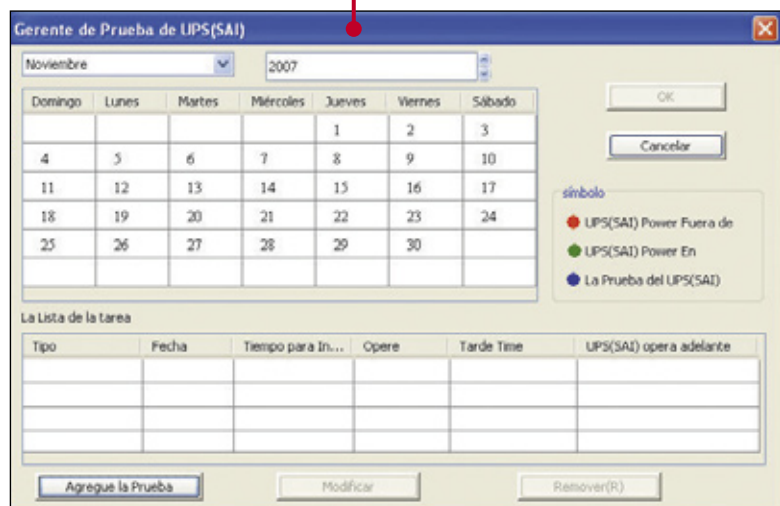 Gerente de Prueba de UPS(SAI)
Noviembre 2007
Domingo Lunes Martes Miércoles Jueves Viernes Sábado
1 2 3
4 5 6 7 8 9 10
11 12 13 14 15 16 17
18 19 20 21 22 23 24
25 26 27 28 29 30
OK
Cancelar
símbolo
UPS(SAI) Power Fuera de
UPS(SAI) Power En
La Prueba del UPS(SAI)
La Lista de la tarea
Tipo Fecha Tiempo para In... Opere Tarde Time UPS(SAI) opera adelante
Agregue la Prueba Modificar Remover(R)